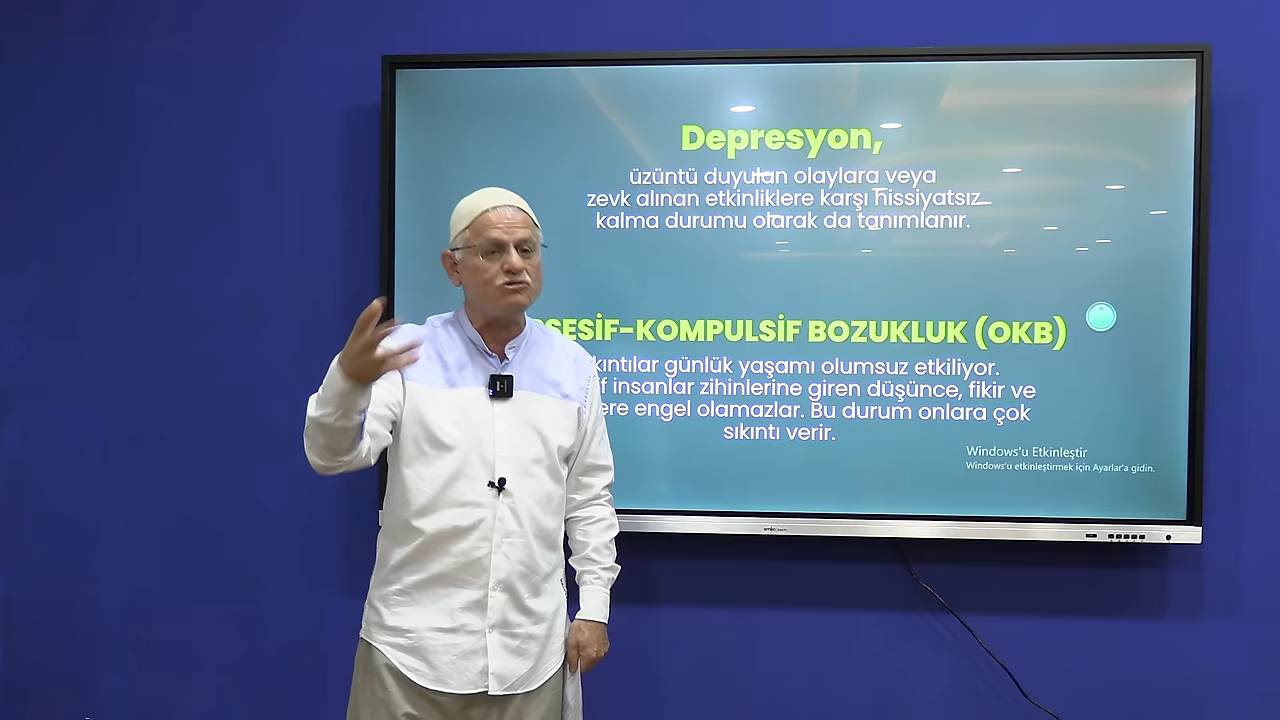 Depresyon,
üzüntü duyulan olaylara veya
zevk alınan etkinliklere karşı hissiyatsız
kalma durumu olarak da tanımlanır.
SESİF-KOMPULSİF BOZUKLUK (OKB)
kıntılar günlük yaşamı olumsuz etkiliyor.
f insanlar zihinlerine giren düşünce, fikir ve
ere engel olamazlar. Bu durum onlara çok
sıkıntı verir.
Windows'u Etkinleştir
Windows'u etkinleştirmek için Ayarlar'a gidin.